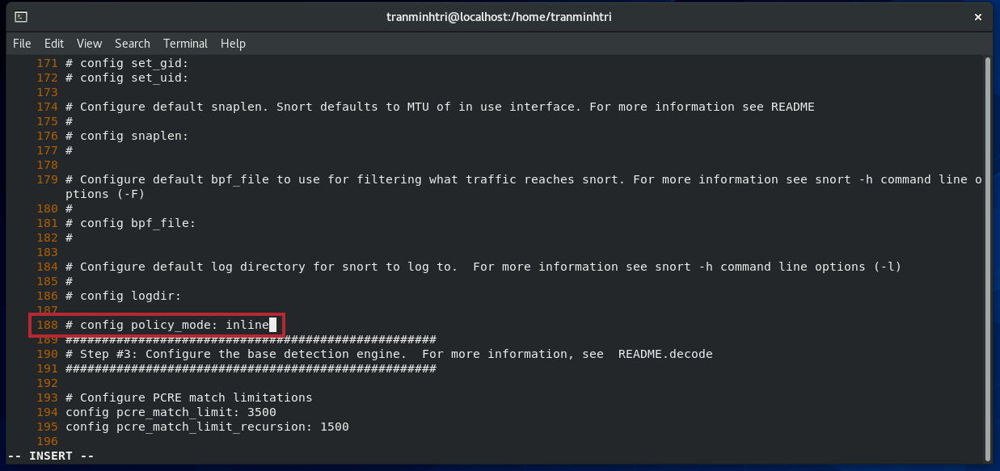 tranminhtri@localhost:/home/tranminhtri ×
File Edit View Search Terminal Help
171 # config set_gid:
172 # config set_uid:
173
174 # Configure default snaplen. Snort defaults to MTU of in use interface. For more information see README
175 #
176 # config snaplen:
177 #
178
179 # Configure default bpf_file to use for filtering what traffic reaches snort. For more information see snort -h command line o
ptions (-F)
180 #
181 # config bpf_file:
182 #
183
184 # Configure default log directory for snort to log to.  For more information see snort -h command line options (-l)
185 #
186 # config logdir:
187
188 # config policy_mode: inline
189 ###################################################
190 # Step #3: Configure the base detection engine.  For more information, see  README.decode
191 ###################################################
192
193 # Configure PCRE match limitations
194 config pcre_match_limit: 3500
195 config pcre_match_limit_recursion: 1500
196
-- INSERT --